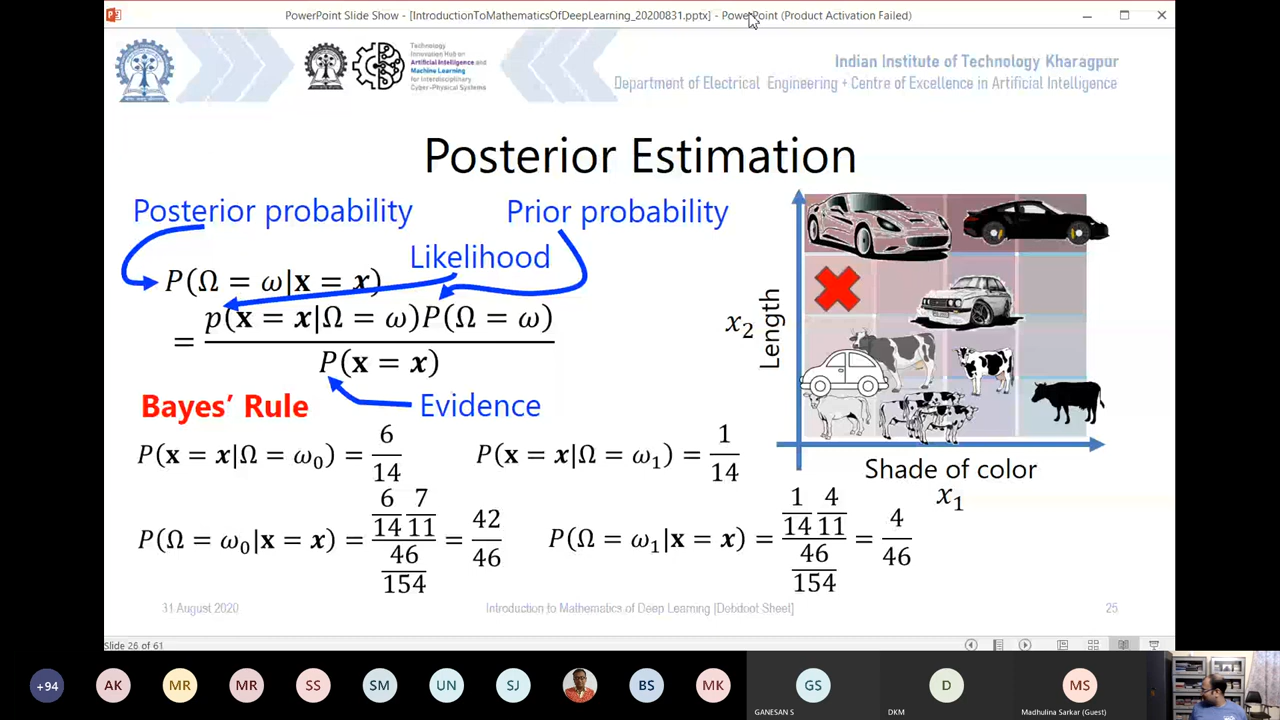 PowerPoint Slide Show - [IntroductionToMathematicsOfDeepLearning_20200831.pptx] - PowerPoint (Product Activation Failed)
Technology
Innovation Hub on
Artificial Intelligence and
Machine Learning
for Interdisciplinary
Cyber-Physical Systems
Indian Institute of Technology Kharagpur
Department of Electrical Engineering + Centre of Excellence in Artificial Intelligence
Posterior Estimation
Posterior probability
Prior probability
Likelihood
P(Ω = ω|x = x)
= p(x = x|Ω = ω)P(Ω = ω) / P(x = x)
Evidence
Bayes' Rule
x₂ Length
Shade of color
x₁
P(x = x|Ω = ω₀) = 6/14
P(x = x|Ω = ω₁) = 1/14
P(Ω = ω₀|x = x) = (6/14 7/11)/(46/154) = 42/46
P(Ω = ω₁|x = x) = (1/14 4/11)/(46/154) = 4/46
31 August 2020
Introduction to Mathematics of Deep Learning [Debdoot Sheet]
25
Slide 26 of 61
+94
AK
MR
MR
SS
SM
UN
SJ
BS
MK
GS
GANESAN S
D
DKM
MS
Madhulina Sarkar (Guest)